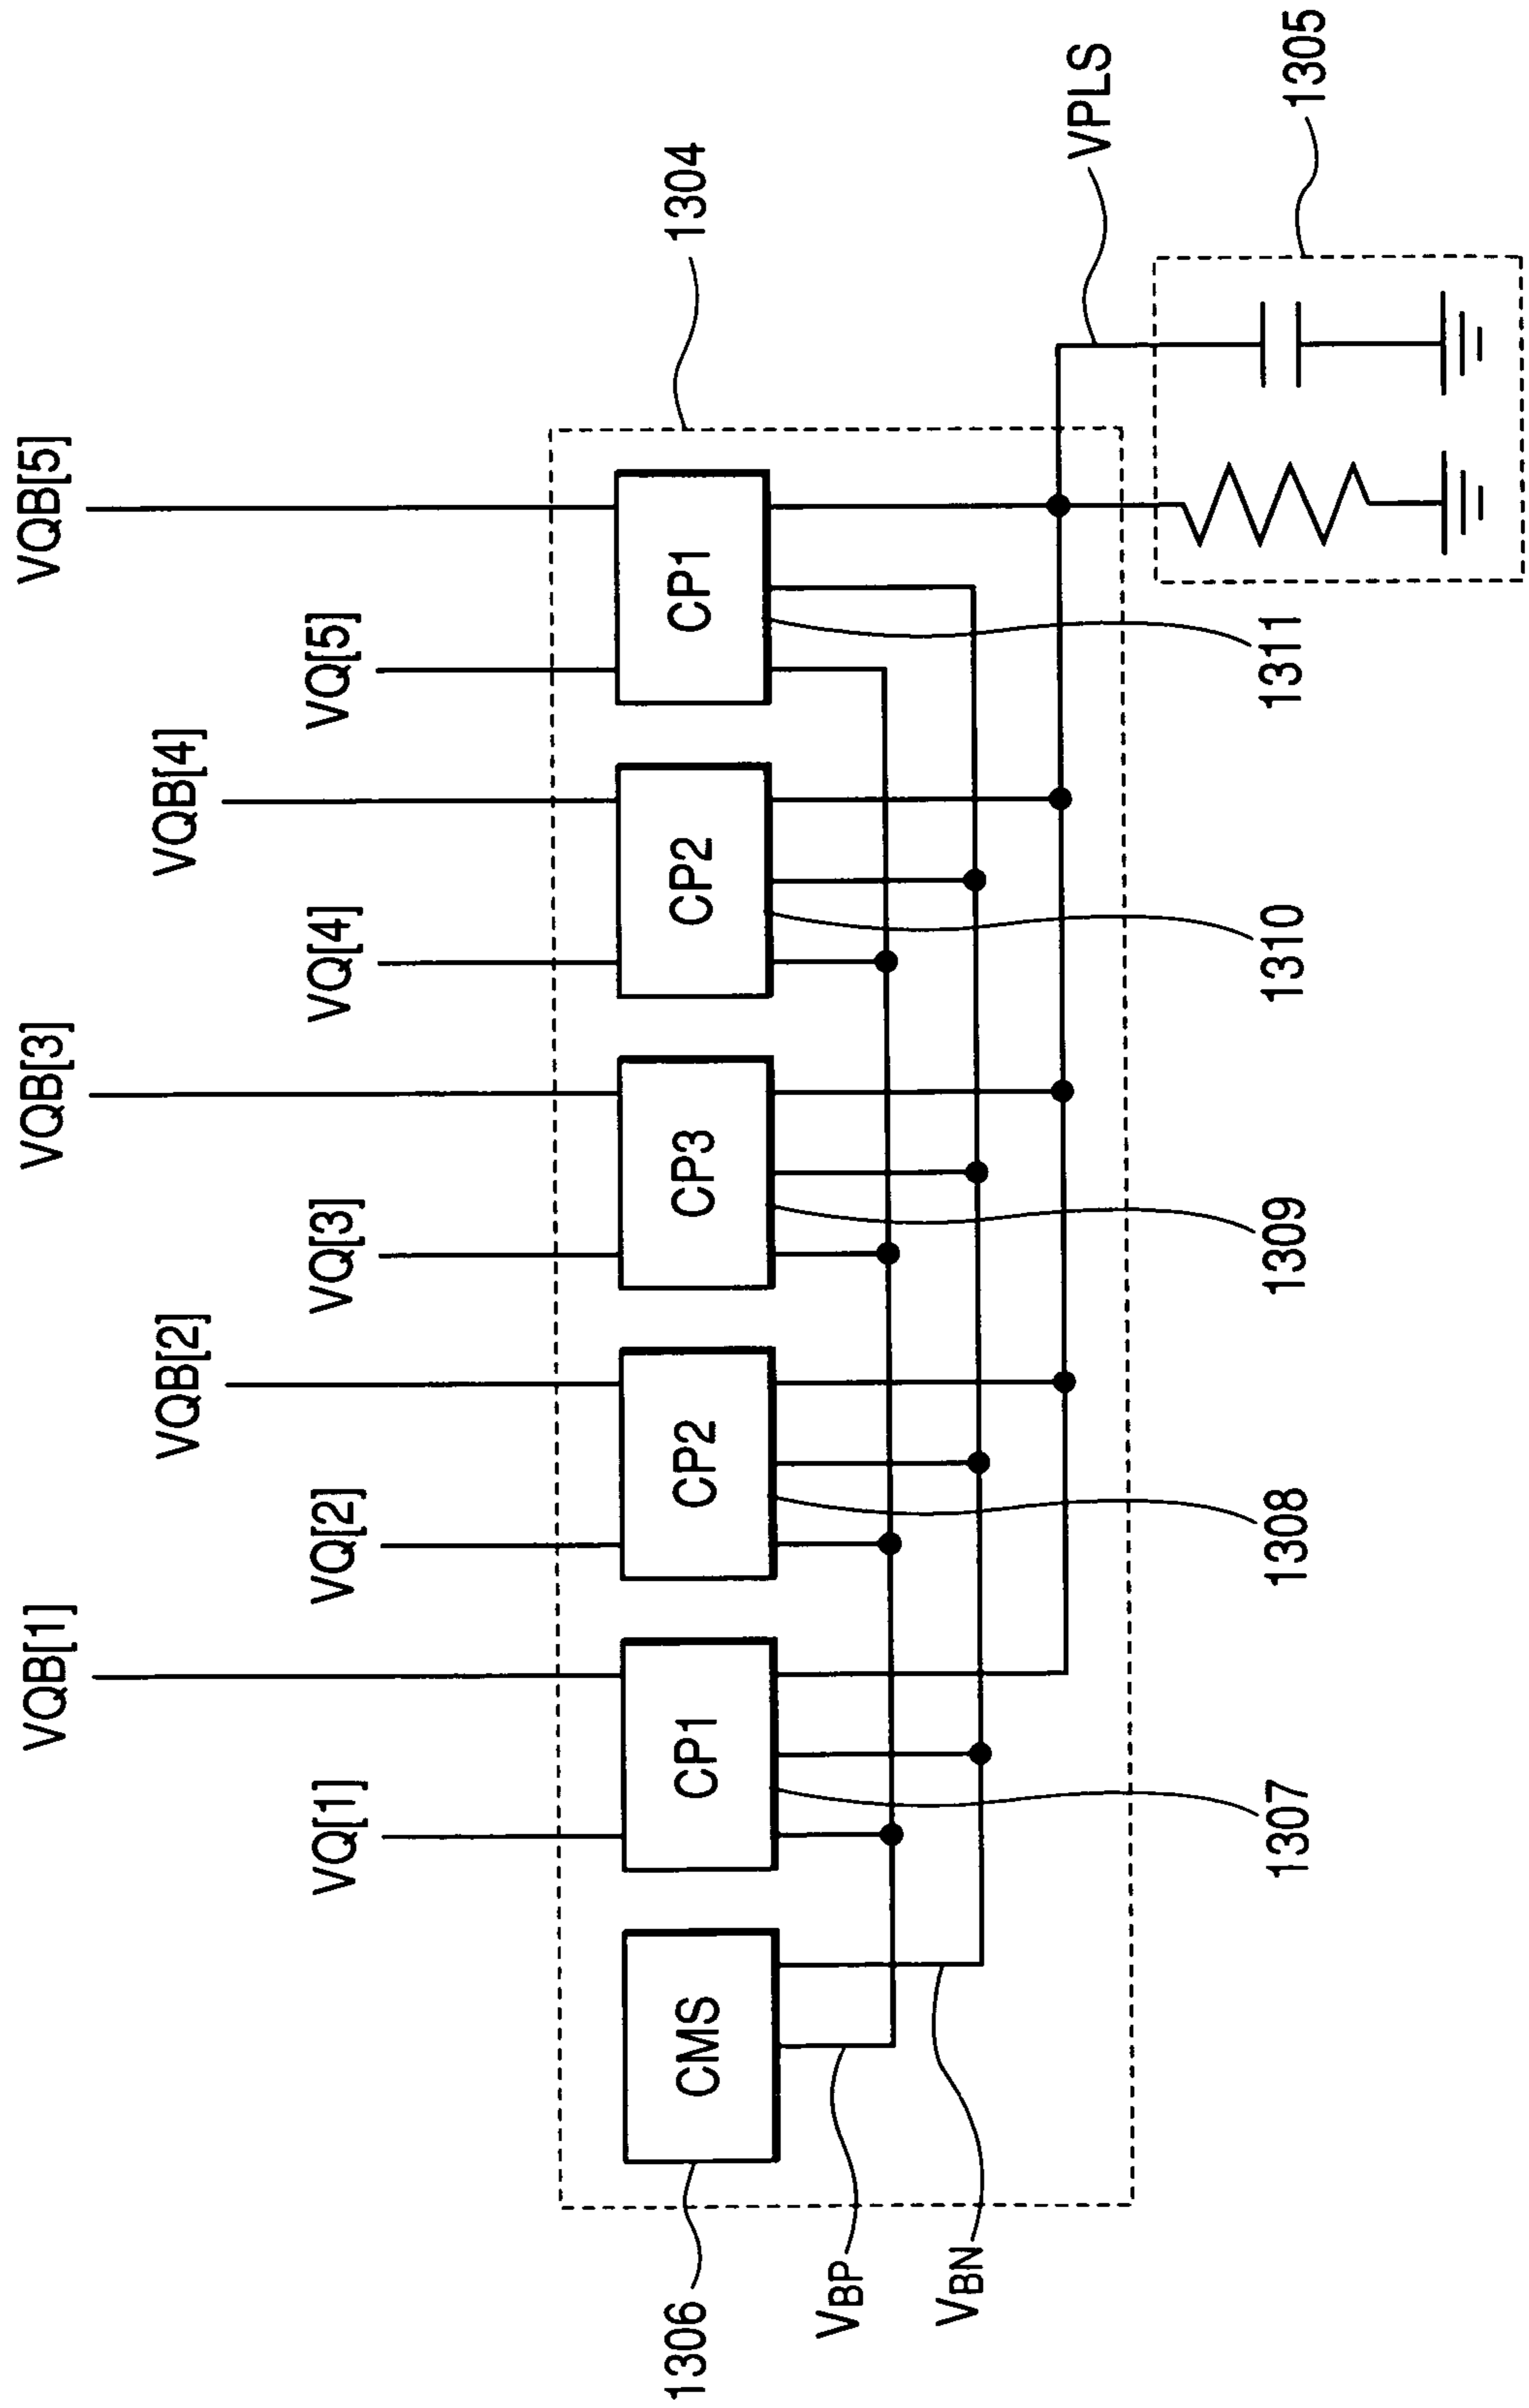 VQB[1]
VQB[3]
VQB[5]
VQB[2]
VQB[4]
VQ[1]
VQ[2]
VQ[3]
VQ[4]
VQ[5]
1306
CMS
CP1
CP2
CP3
CP2
CP1
1304
VBP
VBN
VPLS
1307
1308
1309
1310
1311
1305